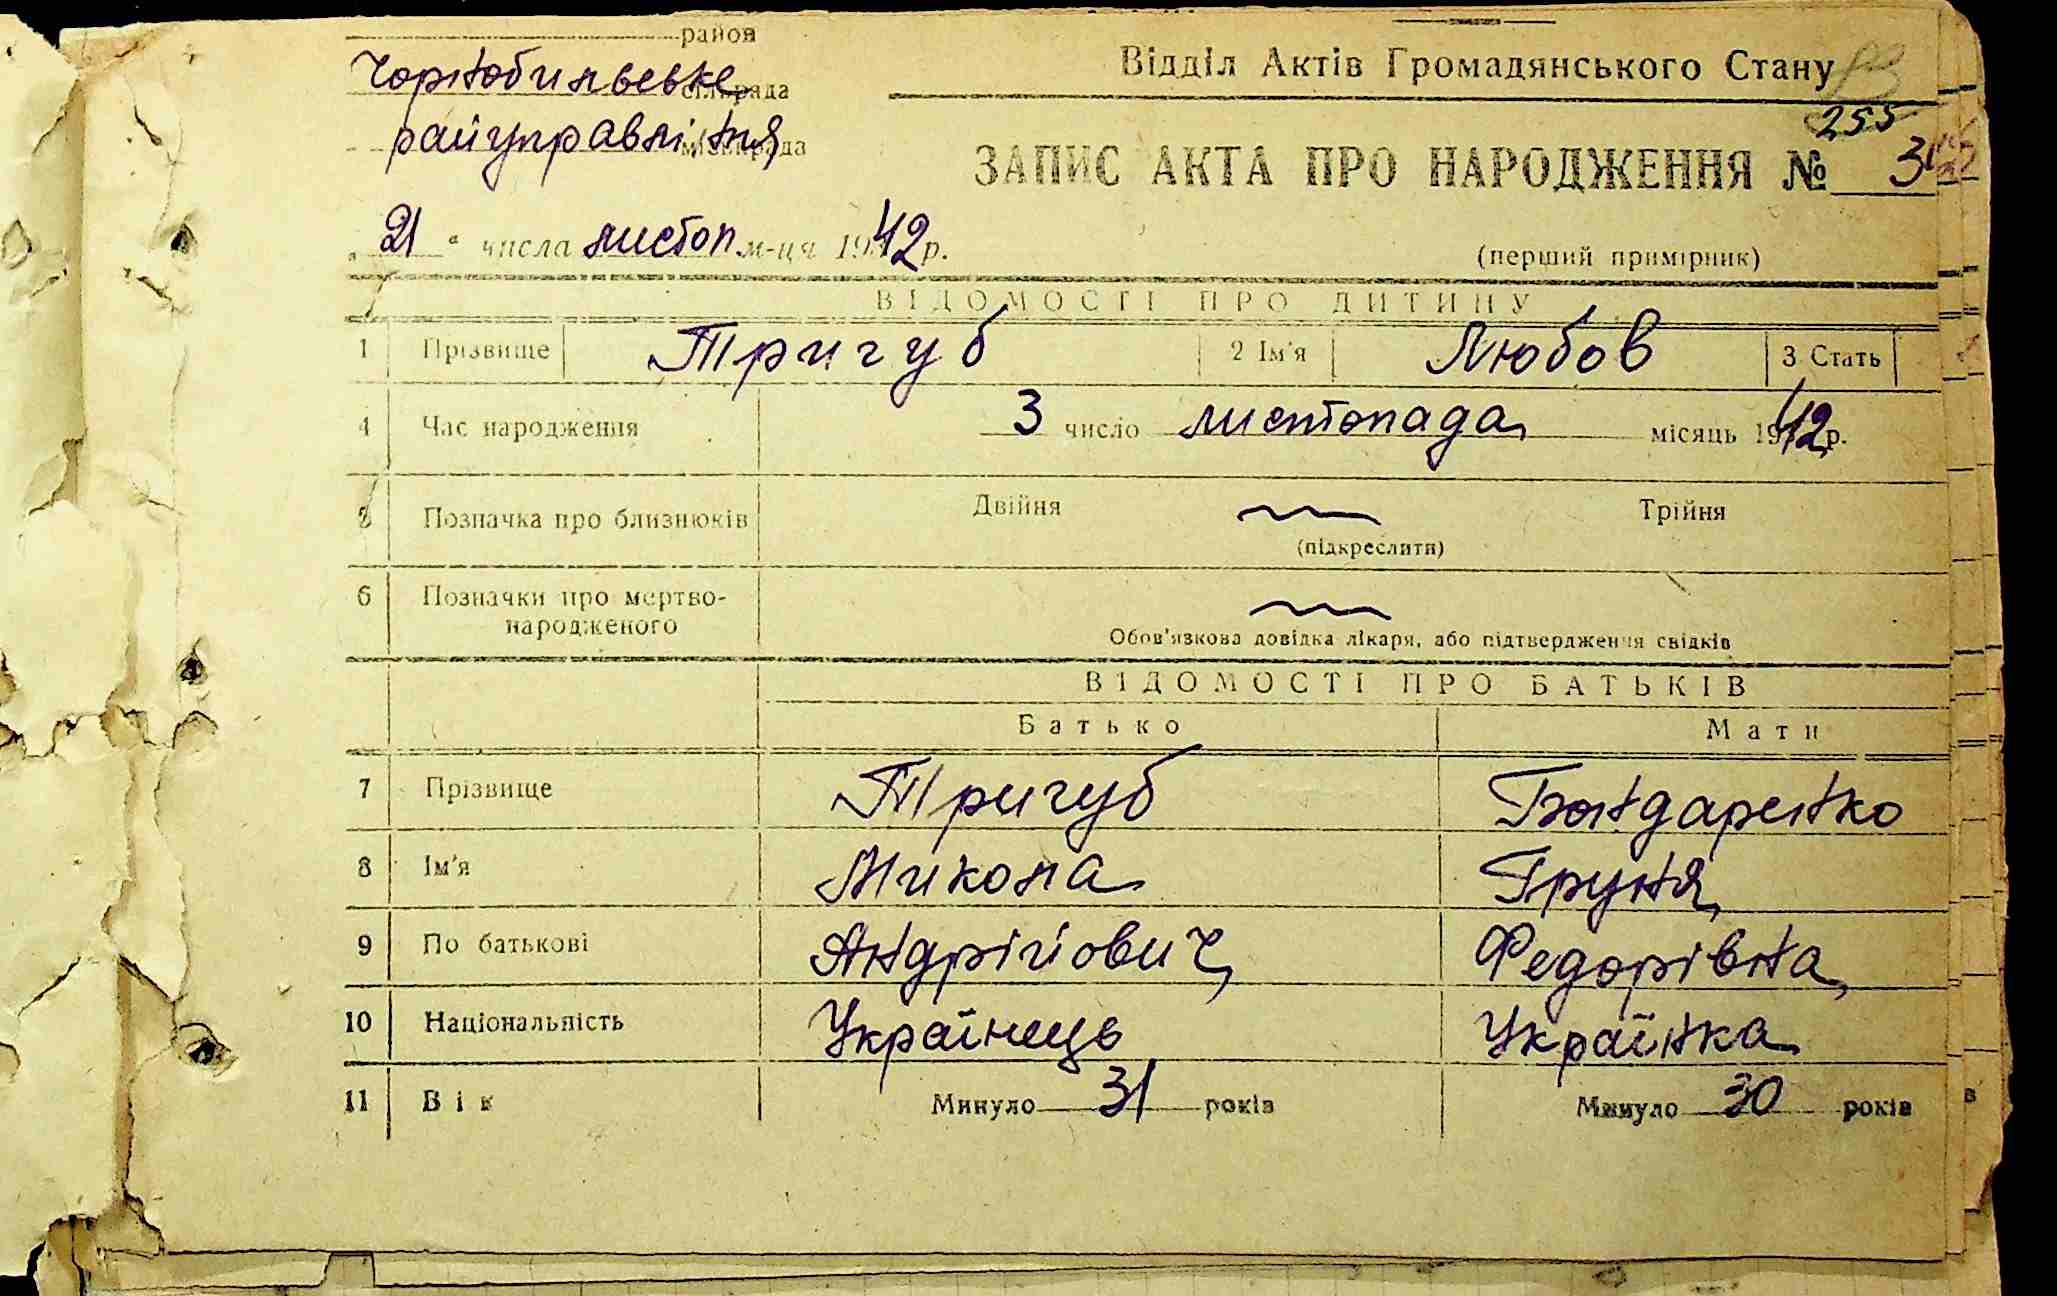 район
Чорнобильське сільрада
райуправління міськрада
Відділ Актів Громадянського Стану
255
ЗАПИС АКТА ПРО НАРОДЖЕННЯ № 3
„21“ числа листоп м-ця 1942 р.
(перший примірник)
ВІДОМОСТІ ПРО ДИТИНУ
1 Прізвище Тригуб 2 Ім'я Любов 3 Стать
4 Час народження 3 число листопада місяць 1942 р.
5 Позначка про близнюків Двійня Трійня
(підкреслити)
6 Позначки про мертво-
народженого
Обов'язкова довідка лікаря, або підтвердження свідків
ВІДОМОСТІ ПРО БАТЬКІВ
Батько Мати
7 Прізвище Тригуб Бондаренко
8 Ім'я Микола Груня
9 По батькові Андрійович Федорівна
10 Національність Українець Українка
11 Вік Минуло 31 років Минуло 30 років